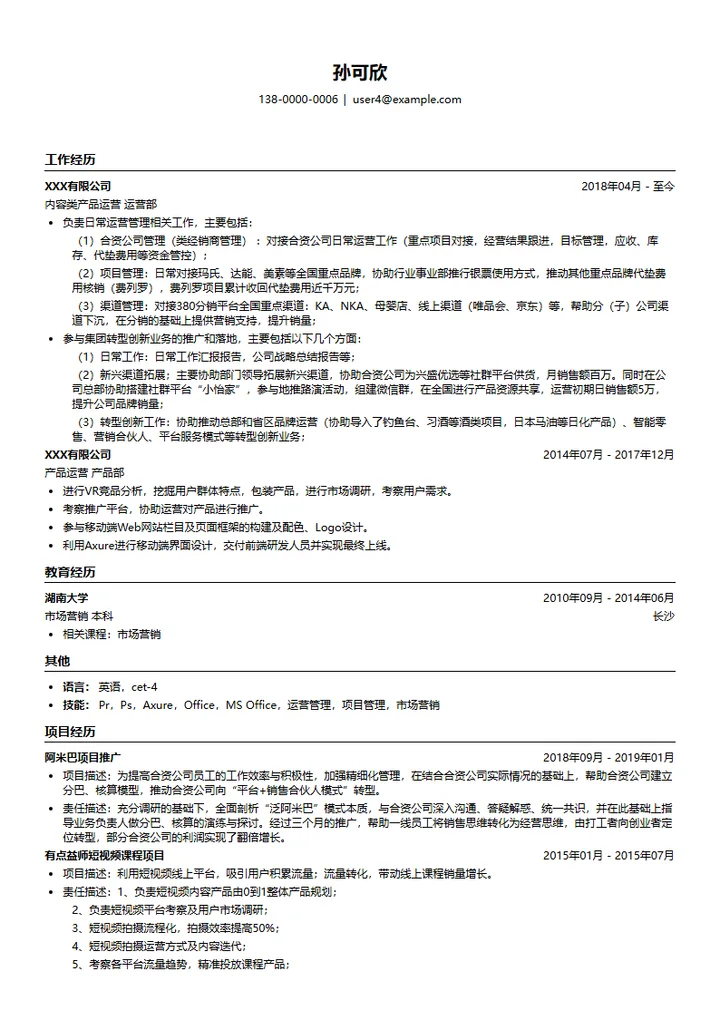 孙可欣
138-0000-0006 | user4@example.com
工作经历
XXX有限公司 2018年04月 - 至今
内容类产品运营 运营部
• 负责日常运营管理相关工作，主要包括：
（1）合资公司管理（类经销商管理）：对接合资公司日常运营工作（重点项目对接，经营结果跟进，目标管理，应收、库
存、代垫费用等资金管控）；
（2）项目管理：日常对接玛氏、达能、美素等全国重点品牌，协助行业事业部推行银票使用方式，推动其他重点品牌代垫费
用核销（费列罗），费列罗项目累计收回代垫费用近千万元；
（3）渠道管理：对接380分销平台全国重点渠道：KA、NKA、母婴店、线上渠道（唯品会、京东）等，帮助分（子）公司渠
道下沉，在分销的基础上提供营销支持，提升销量；
• 参与集团转型创新业务的推广和落地，主要包括以下几个方面：
（1）日常工作：日常工作汇报报告，公司战略总结报告等；
（2）新兴渠道拓展；主要协助部门领导拓展新兴渠道，协助合资公司为兴盛优选等社群平台供货，月销售额百万。同时在公
司总部协助搭建社群平台“小怡家”，参与地推路演活动，组建微信群，在全国进行产品资源共享，运营初期日销售额5万，
提升公司品牌销量；
（3）转型创新工作：协助推动总部和省区品牌运营（协助导入了钓鱼台、习酒等酒类项目，日本马油等日化产品）、智能零
售、营销合伙人、平台服务模式等转型创新业务；
XXX有限公司 2014年07月 - 2017年12月
产品运营 产品部
• 进行VR竞品分析，挖掘用户群体特点，包装产品，进行市场调研，考察用户需求。
• 考察推广平台，协助运营对产品进行推广。
• 参与移动端Web网站栏目及页面框架的构建及配色、Logo设计。
• 利用Axure进行移动端界面设计，交付前端研发人员并实现最终上线。
教育经历
湖南大学 2010年09月 - 2014年06月
市场营销 本科 长沙
• 相关课程：市场营销
其他
• 语言： 英语，cet-4
• 技能： Pr，Ps，Axure，Office，MS Office，运营管理，项目管理，市场营销
项目经历
阿米巴项目推广 2018年09月 - 2019年01月
• 项目描述：为提高合资公司员工的工作效率与积极性，加强精细化管理，在结合合资公司实际情况的基础上，帮助合资公司建立
分巴、核算模型，推动合资公司向“平台+销售合伙人模式”转型。
• 责任描述：充分调研的基础下，全面剖析“泛阿米巴”模式本质，与合资公司深入沟通、答疑解惑、统一共识，并在此基础上指
导业务负责人做分巴、核算的演练与探讨。经过三个月的推广，帮助一线员工将销售思维转化为经营思维，由打工者向创业者定
位转型，部分合资公司的利润实现了翻倍增长。
有点益师短视频课程项目 2015年01月 - 2015年07月
• 项目描述：利用短视频线上平台，吸引用户积累流量；流量转化，带动线上课程销量增长。
• 责任描述：1、负责短视频内容产品由0到1整体产品规划；
2、负责短视频平台考察及用户市场调研；
3、短视频拍摄流程化，拍摄效率提高50%；
4、短视频拍摄运营方式及内容迭代；
5、考察各平台流量趋势，精准投放课程产品；